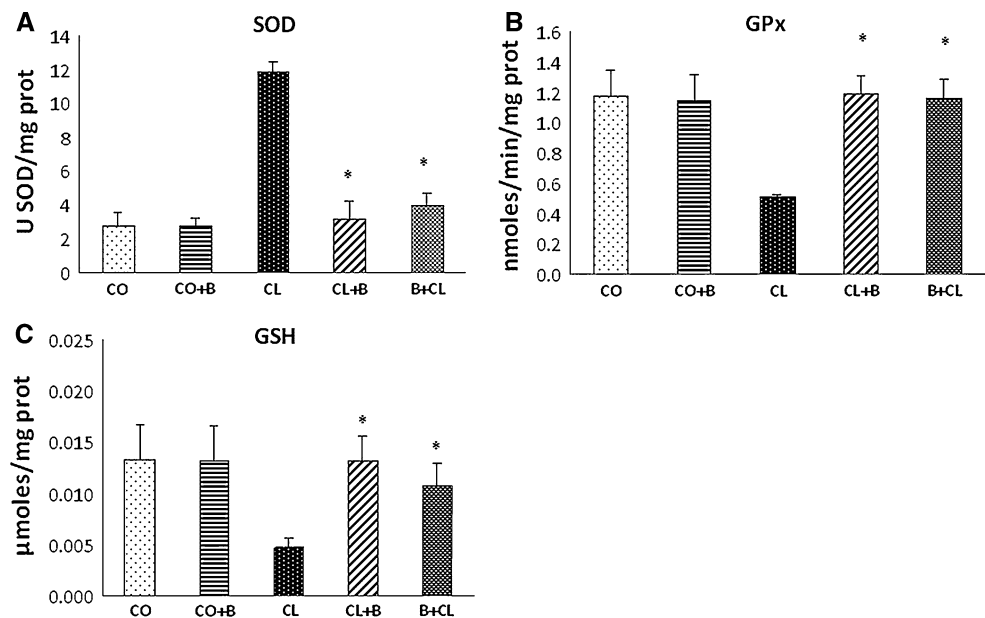 A
SOD
U SOD/mg prot
14
12
10
8
6
4
2
0
*
*
CO
CO+B
CL
CL+B
B+CL
B
GPx
nmoles/min/mg prot
1.6
1.4
1.2
1.0
0.8
0.6
0.4
0.2
0.0
*
*
CO
CO+B
CL
CL+B
B+CL
C
GSH
µmoles/mg prot
0.025
0.020
0.015
0.010
0.005
0.000
*
*
CO
CO+B
CL
CL+B
B+CL